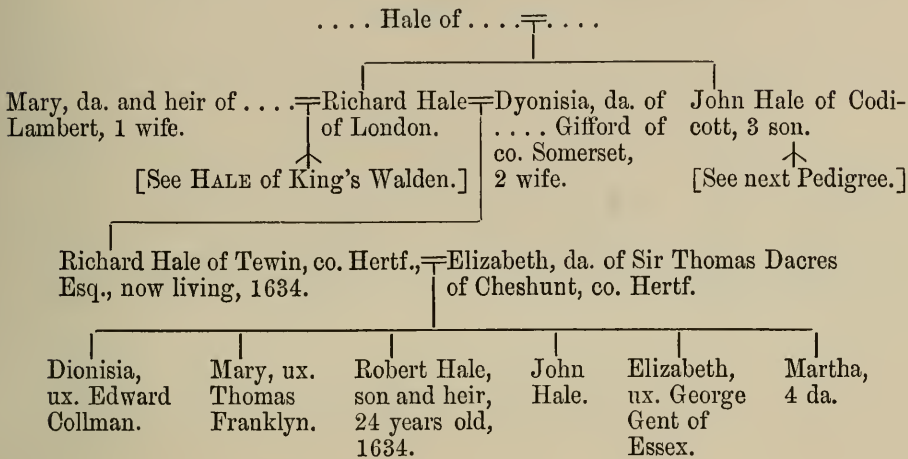 . . . . Hale of . . . . . . . .
Mary, da. and heir of . . . .
Lambert, 1 wife.
Richard Hale
of London.
Dyonisia, da. of
. . . . Gifford of
co. Somerset,
2 wife.
John Hale of Codi-
cott, 3 son.
[See HALE of King's Walden.]
[See next Pedigree.]
Richard Hale of Tewin, co. Hertf.,
Esq., now living, 1634.
Elizabeth, da. of Sir Thomas Dacres
of Cheshunt, co. Hertf.
Dionisia,
ux. Edward
Collman.
Mary, ux.
Thomas
Franklyn.
Robert Hale,
son and heir,
24 years old,
1634.
John
Hale.
Elizabeth,
ux. George
Gent of
Essex.
Martha,
4 da.